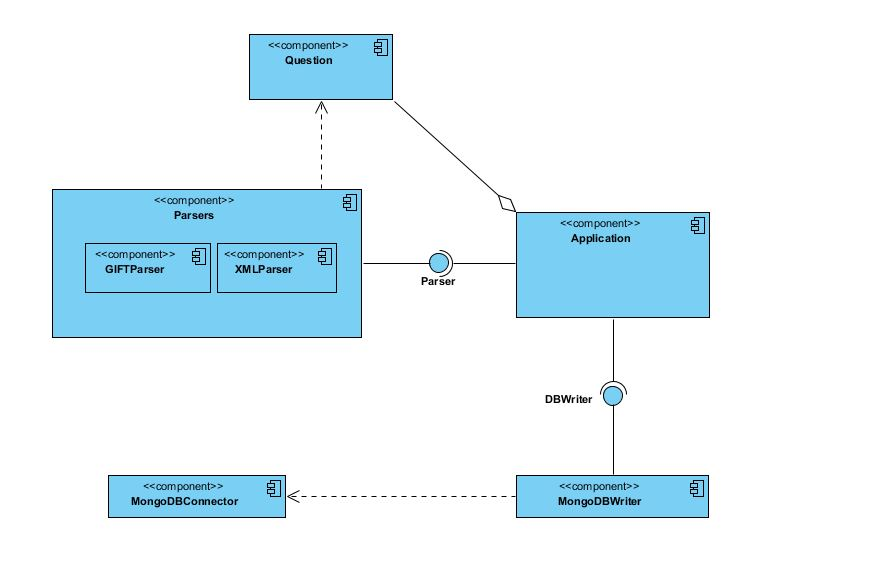 <<component>>
Question
<<component>>
Parsers
<<component>>
GIFTParser
<<component>>
XMLParser
Parser
<<component>>
Application
DBWriter
<<component>>
MongoDBConnector
<<component>>
MongoDBWriter